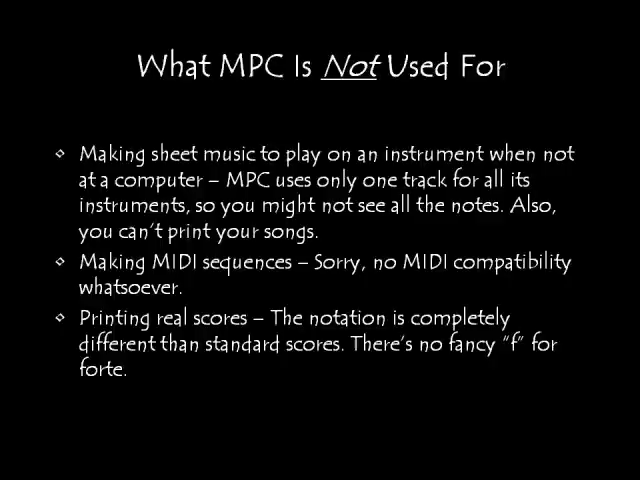 What MPC Is Not Used For
• Making sheet music to play on an instrument when not
at a computer – MPC uses only one track for all its
instruments, so you might not see all the notes. Also,
you can't print your songs.
• Making MIDI sequences – Sorry, no MIDI compatibility
whatsoever.
• Printing real scores – The notation is completely
different than standard scores. There's no fancy “f” for
forte.